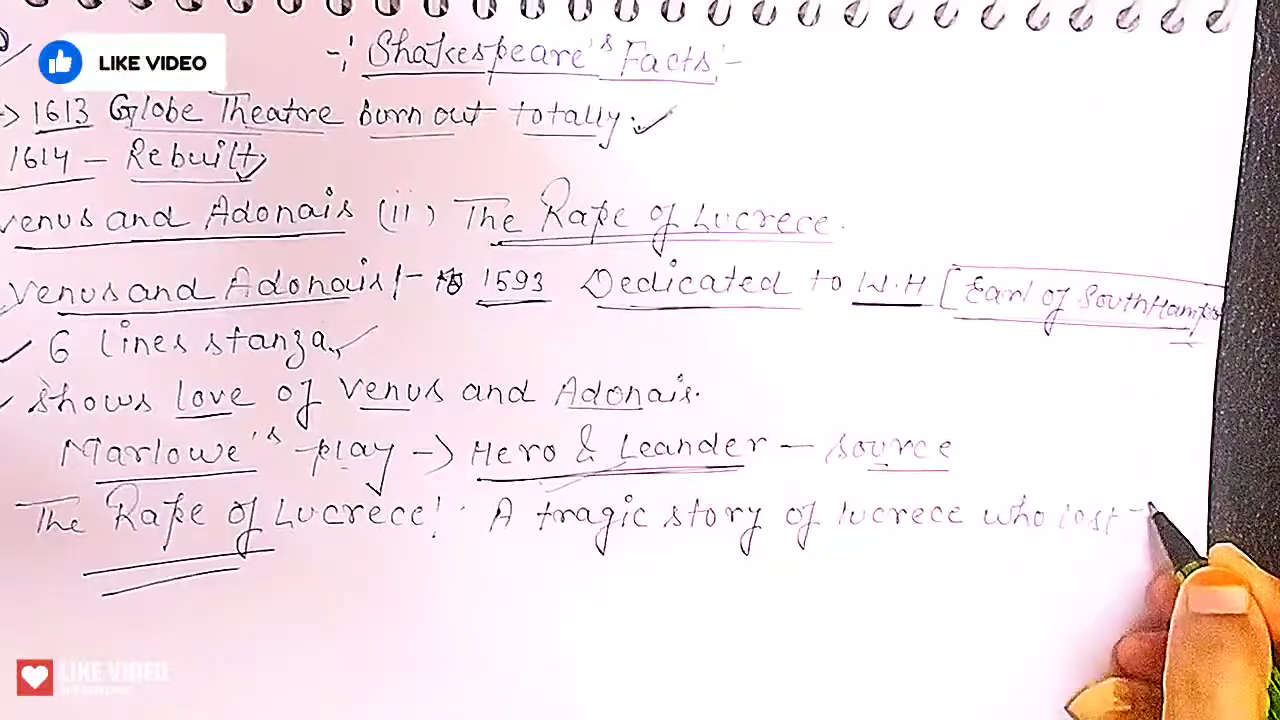 LIKE VIDEO
-: Shakespeare's Facts :-
-> 1613 Globe Theatre burn out totally.
1614 - Rebuilt
Venus and Adonais (ii) The Rape of Lucrece.
Venus and Adonais :- 1593 Dedicated to W.H [Earl of SouthHampt
6 lines stanza.
shows love of Venus and Adonais.
Marlowe's play -> Hero & Leander - source
The Rape of Lucrece : A tragic story of lucrece who lost
LIKE VIDEO